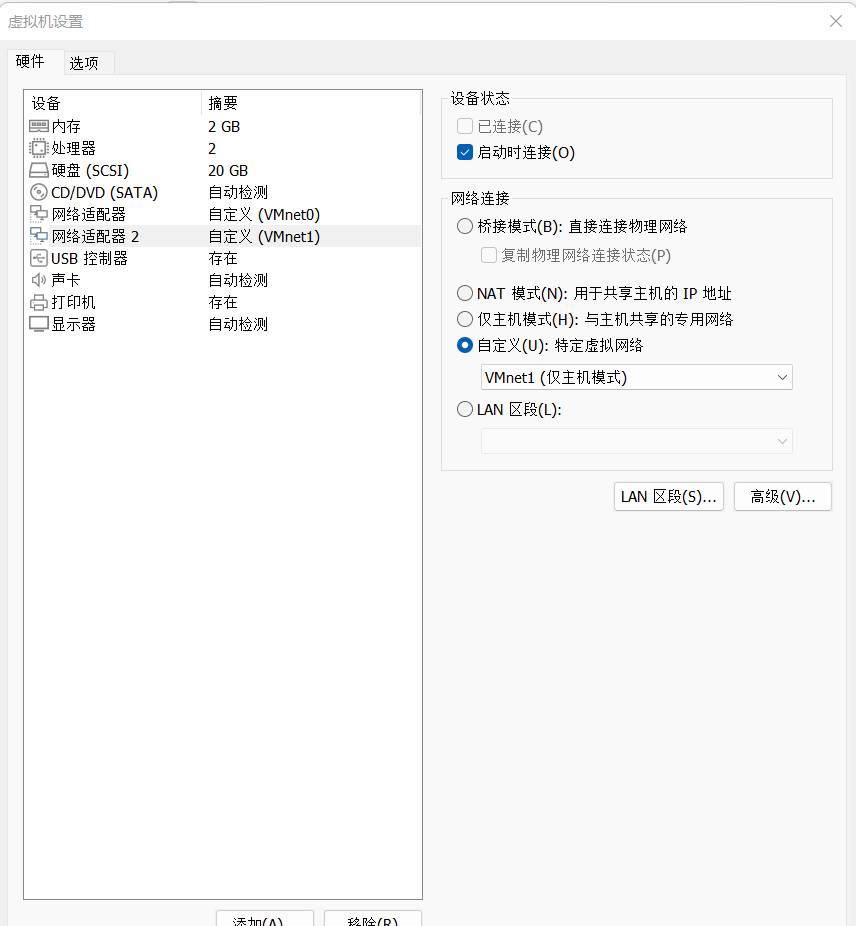 虚拟机设置
硬件 选项
设备 摘要
内存 2 GB
处理器 2
硬盘 (SCSI) 20 GB
CD/DVD (SATA) 自动检测
网络适配器 自定义 (VMnet0)
网络适配器 2 自定义 (VMnet1)
USB 控制器 存在
声卡 自动检测
打印机 存在
显示器 自动检测
设备状态
已连接(C)
启动时连接(O)
网络连接
桥接模式(B): 直接连接物理网络
复制物理网络连接状态(P)
NAT 模式(N): 用于共享主机的 IP 地址
仅主机模式(H): 与主机共享的专用网络
自定义(U): 特定虚拟网络
VMnet1 (仅主机模式)
LAN 区段(L):
LAN 区段(S)... 高级(V)...
添加(A)... 移除(R)